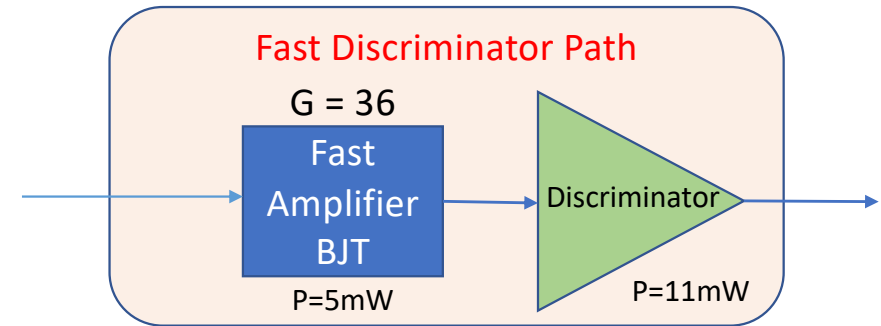 Fast Discriminator Path
G = 36
Fast
Amplifier
BJT
Discriminator
P=5mW
P=11mW